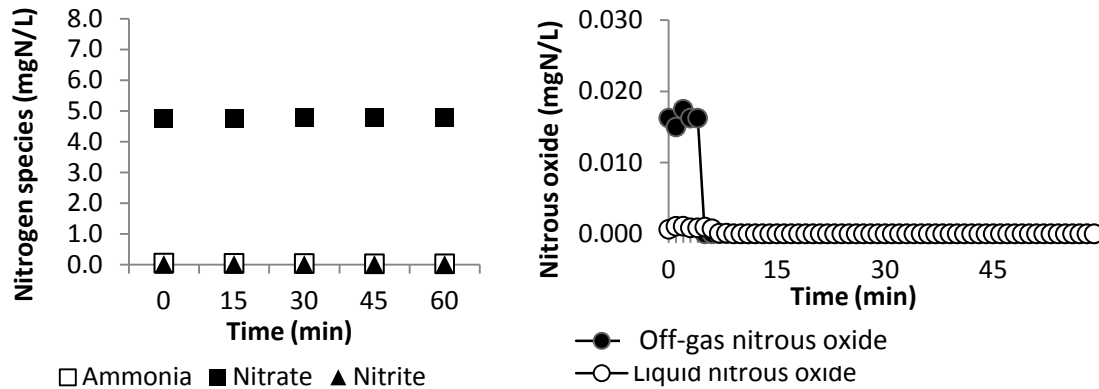 Nitrogen species (mgN/L)
8.0
7.0
6.0
5.0
4.0
3.0
2.0
1.0
0.0
0 15 30 45 60
Time (min)
Ammonia Nitrate Nitrite
Nitrous oxide (mgN/L)
0.030
0.020
0.010
0.000
0 15 30 45
Time (min)
Off-gas nitrous oxide
Liquid nitrous oxide